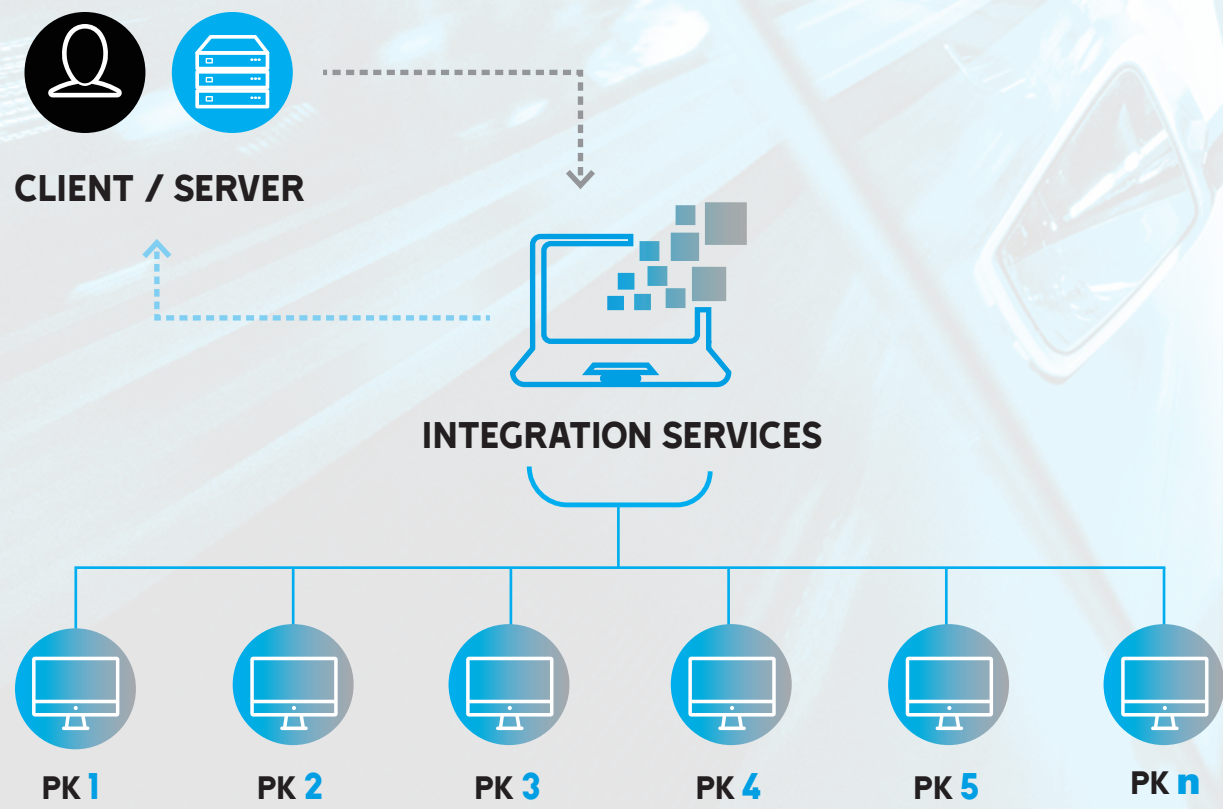 CLIENT / SERVER
INTEGRATION SERVICES
PK 1
PK 2
PK 3
PK 4
PK 5
PK n